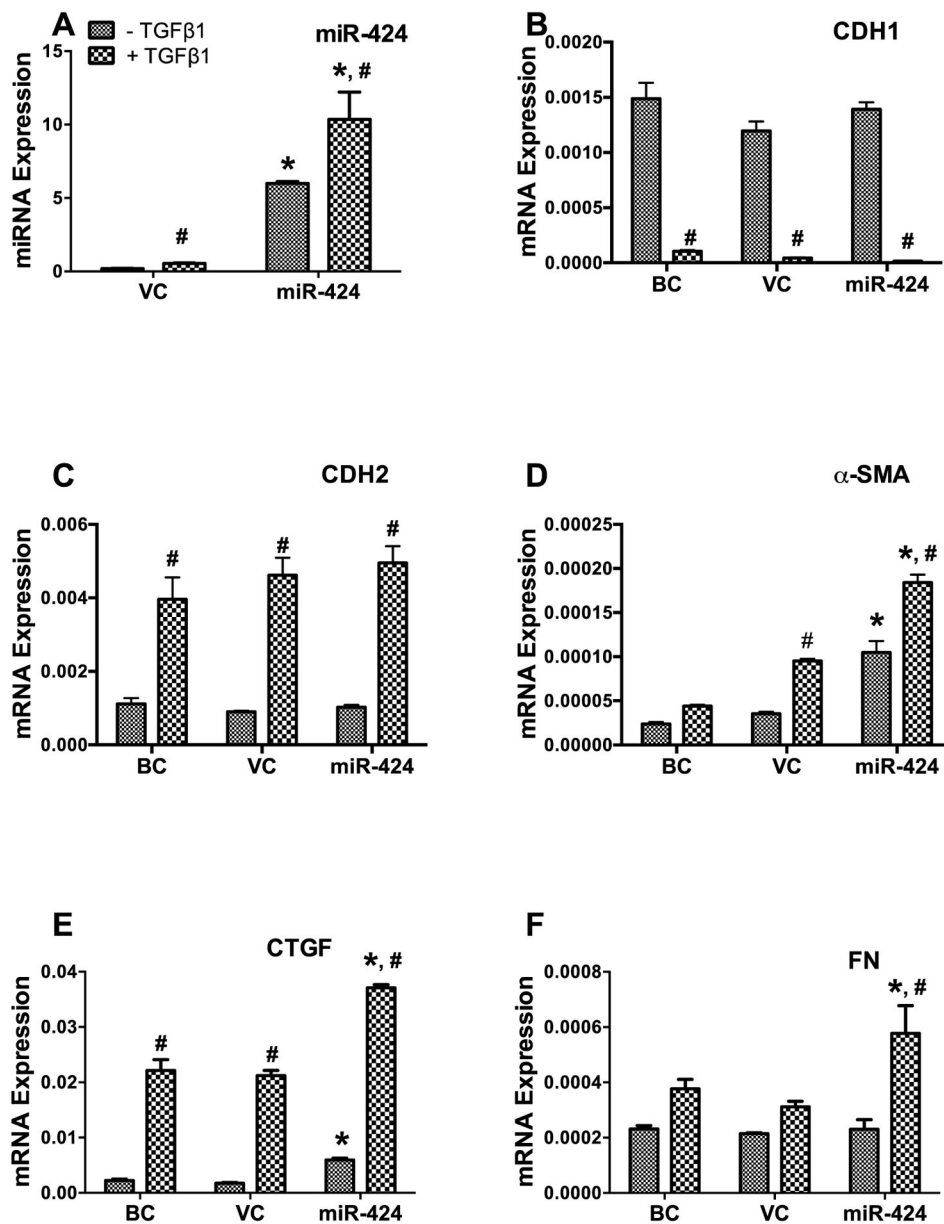 A
- TGFβ1
+ TGFβ1
miR-424
miRNA Expression
15
10
5
0
*
#
*, #
VC
miR-424
B
CDH1
mRNA Expression
0.0020
0.0015
0.0010
0.0005
0.0000
#
#
#
BC
VC
miR-424
C
CDH2
mRNA Expression
0.006
0.004
0.002
0.000
#
#
#
BC
VC
miR-424
D
α-SMA
mRNA Expression
0.00025
0.00020
0.00015
0.00010
0.00005
0.00000
#
*
*, #
BC
VC
miR-424
E
CTGF
mRNA Expression
0.04
0.03
0.02
0.01
0.00
#
#
*
*, #
BC
VC
miR-424
F
FN
mRNA Expression
0.0008
0.0006
0.0004
0.0002
0.0000
*, #
BC
VC
miR-424